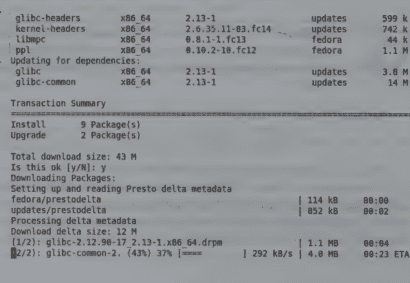 glibc-headers x86_64 2.13-1 updates 599 k
kernel-headers x86_64 2.6.35.11-83.fc14 updates 742 k
libmpc x86_64 0.8.1-1.fc13 fedora 44 k
ppl x86_64 0.10.2-10.fc12 fedora 1.1 M
Updating for dependencies:
glibc x86_64 2.13-1 updates 3.8 M
glibc-common x86_64 2.13-1 updates 14 M
Transaction Summary
================================================================================
Install 9 Package(s)
Upgrade 2 Package(s)
Total download size: 43 M
Is this ok [y/N]: y
Downloading Packages:
Setting up and reading Presto delta metadata
fedora/prestodelta | 114 kB 00:00
updates/prestodelta | 852 kB 00:02
Processing delta metadata
Download delta size: 12 M
(1/2): glibc-2.12.90-17_2.13-1.x86_64.drpm | 1.1 MB 00:04
(2/2): glibc-common-2. (43%) 37% [==== ] 292 kB/s | 4.0 MB 00:23 ETA